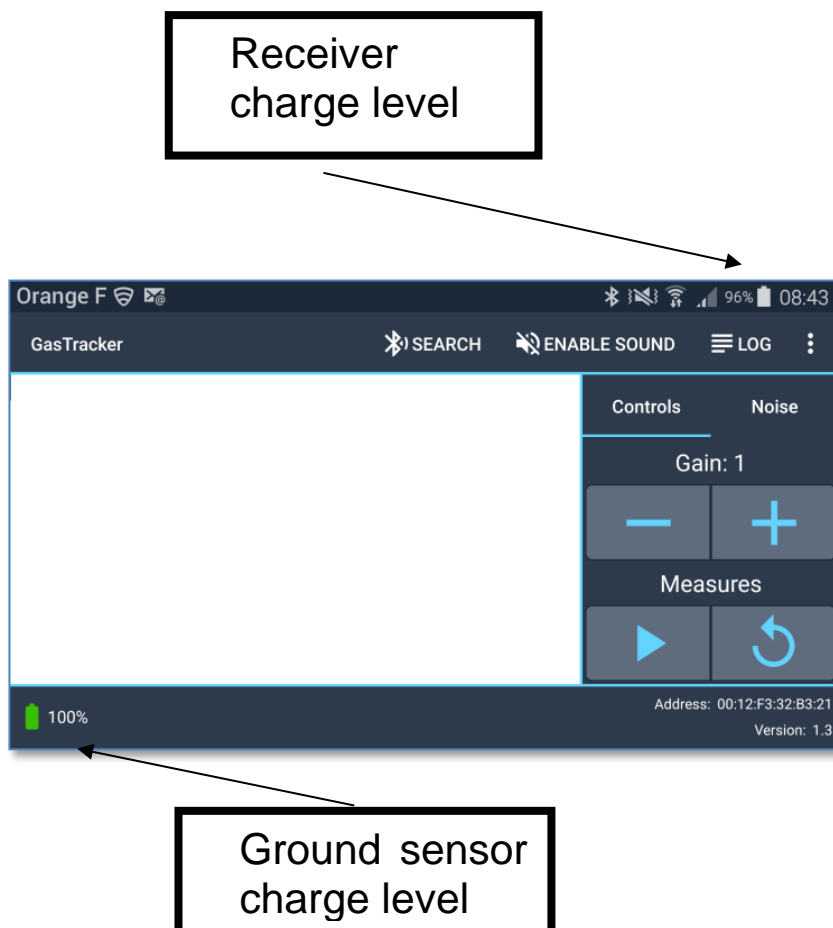 Receiver
charge level
Orange F 96% 08:43
GasTracker SEARCH ENABLE SOUND LOG
Controls Noise
Gain: 1
Measures
100%
Address: 00:12:F3:32:B3:21
Version: 1.3
Ground sensor
charge level